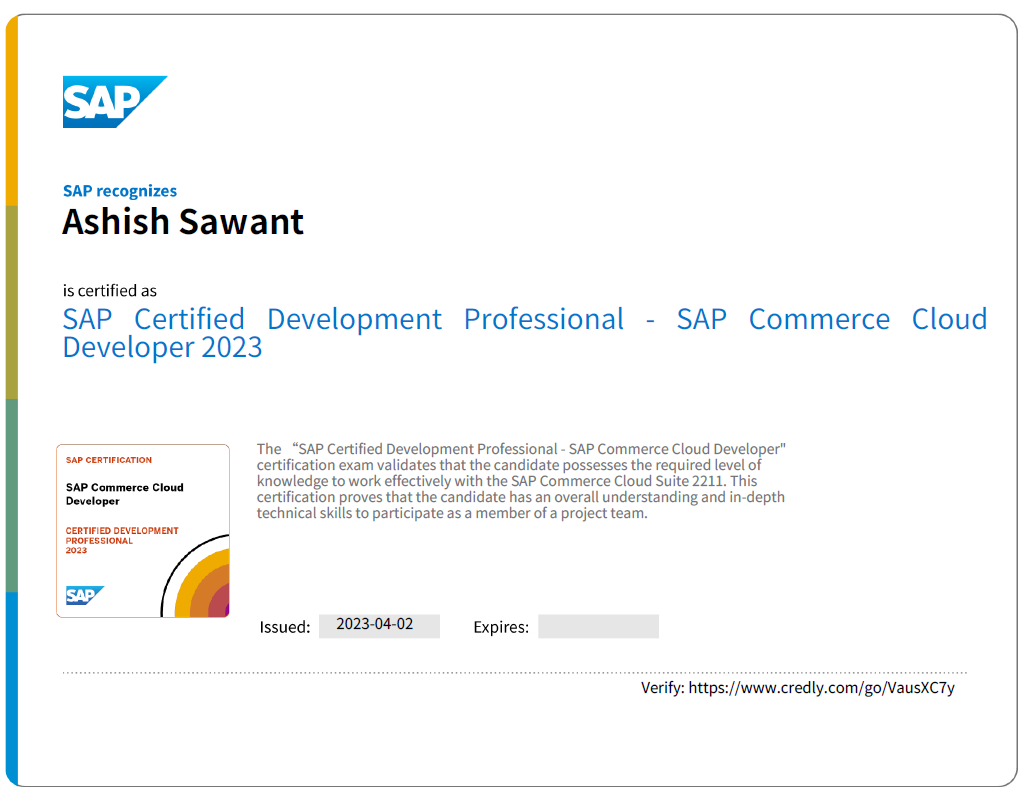 SAP
SAP recognizes
Ashish Sawant
is certified as
SAP Certified Development Professional - SAP Commerce Cloud
Developer 2023
SAP CERTIFICATION
SAP Commerce Cloud
Developer
CERTIFIED DEVELOPMENT
PROFESSIONAL
2023
SAP
The “SAP Certified Development Professional - SAP Commerce Cloud Developer"
certification exam validates that the candidate possesses the required level of
knowledge to work effectively with the SAP Commerce Cloud Suite 2211. This
certification proves that the candidate has an overall understanding and in-depth
technical skills to participate as a member of a project team.
Issued: 2023-04-02 Expires:
Verify: https://www.credly.com/go/VausXC7y